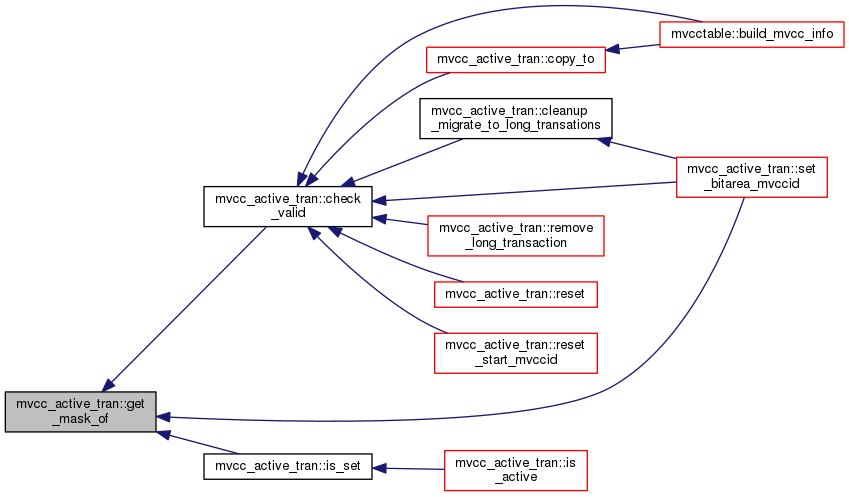 mvcctable::build_mvcc_info
mvcc_active_tran::copy_to
mvcc_active_tran::cleanup
_migrate_to_long_transations
mvcc_active_tran::set
_bitarea_mvccid
mvcc_active_tran::check
_valid
mvcc_active_tran::remove
_long_transaction
mvcc_active_tran::reset
mvcc_active_tran::reset
_start_mvccid
mvcc_active_tran::get
_mask_of
mvcc_active_tran::is_set
mvcc_active_tran::is
_active